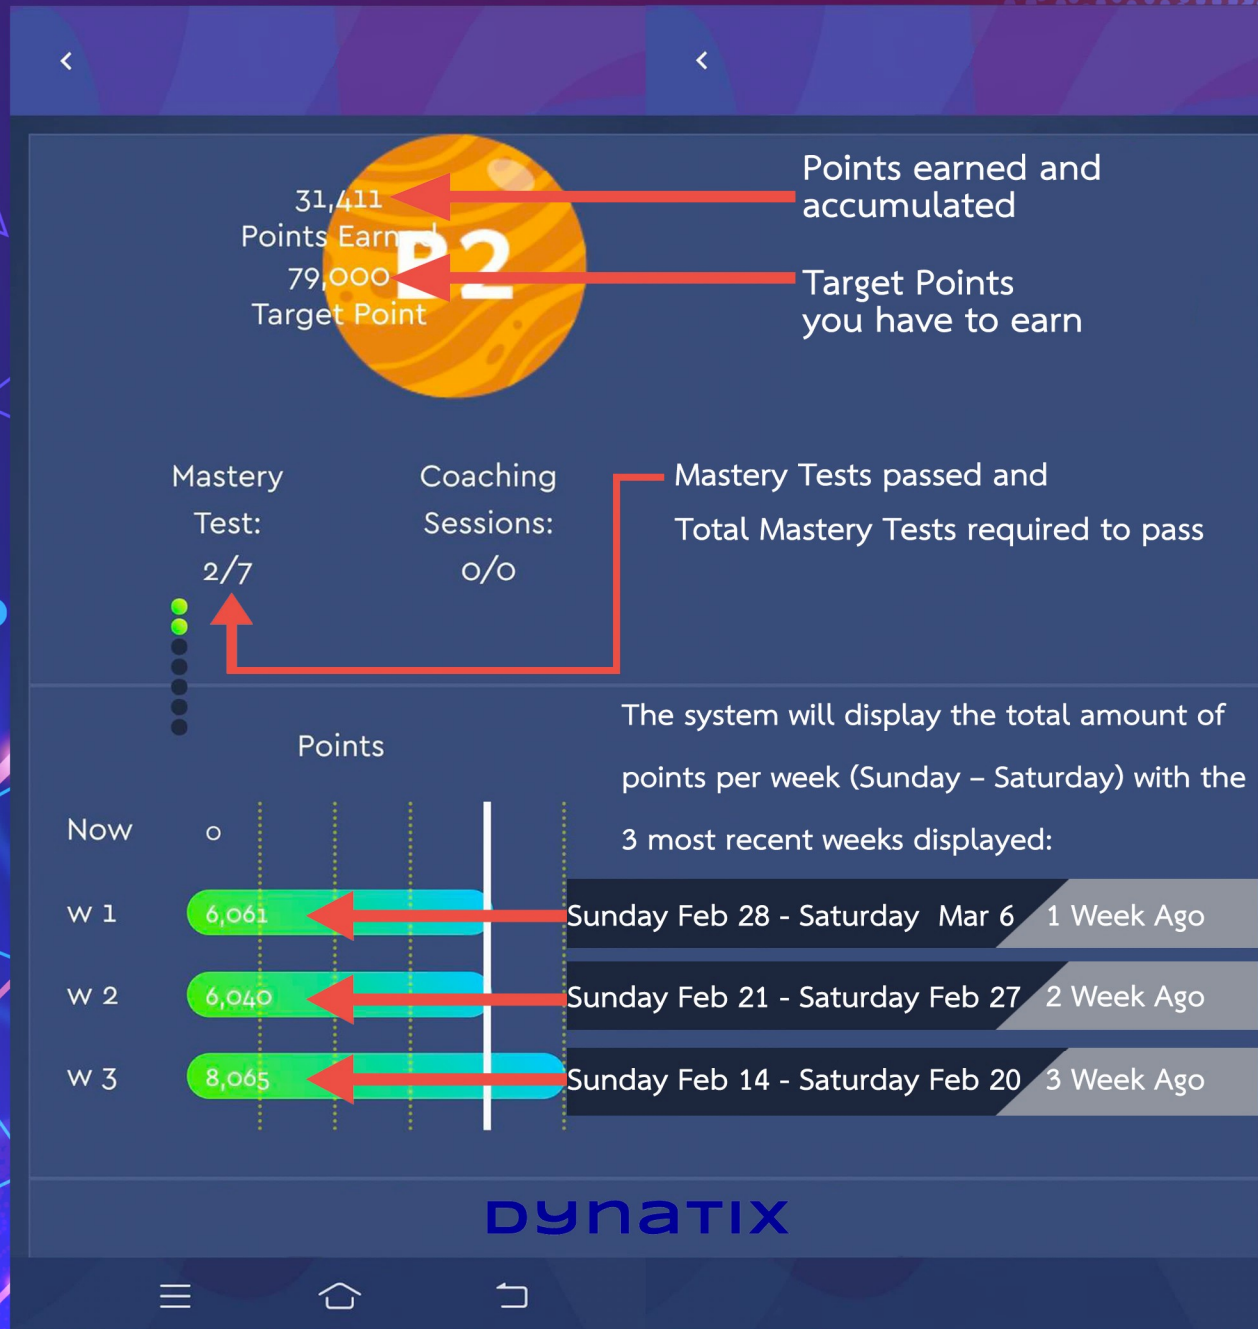 31,411
Points Earned
79,000
Target Point
B2
Points earned and
accumulated
Target Points
you have to earn
Mastery
Test:
2/7
Coaching
Sessions:
0/0
Mastery Tests passed and
Total Mastery Tests required to pass
Points
The system will display the total amount of
points per week (Sunday – Saturday) with the
3 most recent weeks displayed:
Now 0
W 1 6,061 Sunday Feb 28 - Saturday Mar 6 1 Week Ago
W 2 6,040 Sunday Feb 21 - Saturday Feb 27 2 Week Ago
W 3 8,065 Sunday Feb 14 - Saturday Feb 20 3 Week Ago
DYNATIX